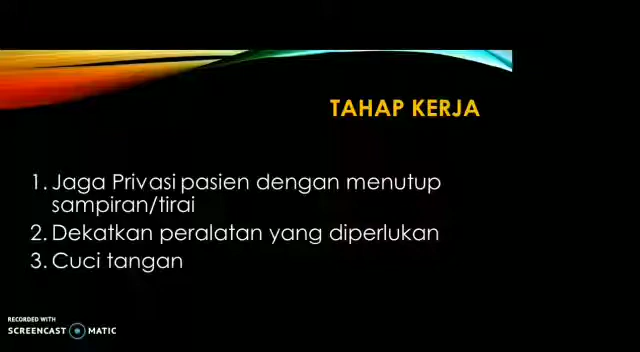 TAHAP KERJA
1. Jaga Privasi pasien dengan menutup
sampiran/tirai
2. Dekatkan peralatan yang diperlukan
3. Cuci tangan
RECORDED WITH
SCREENCAST MATIC